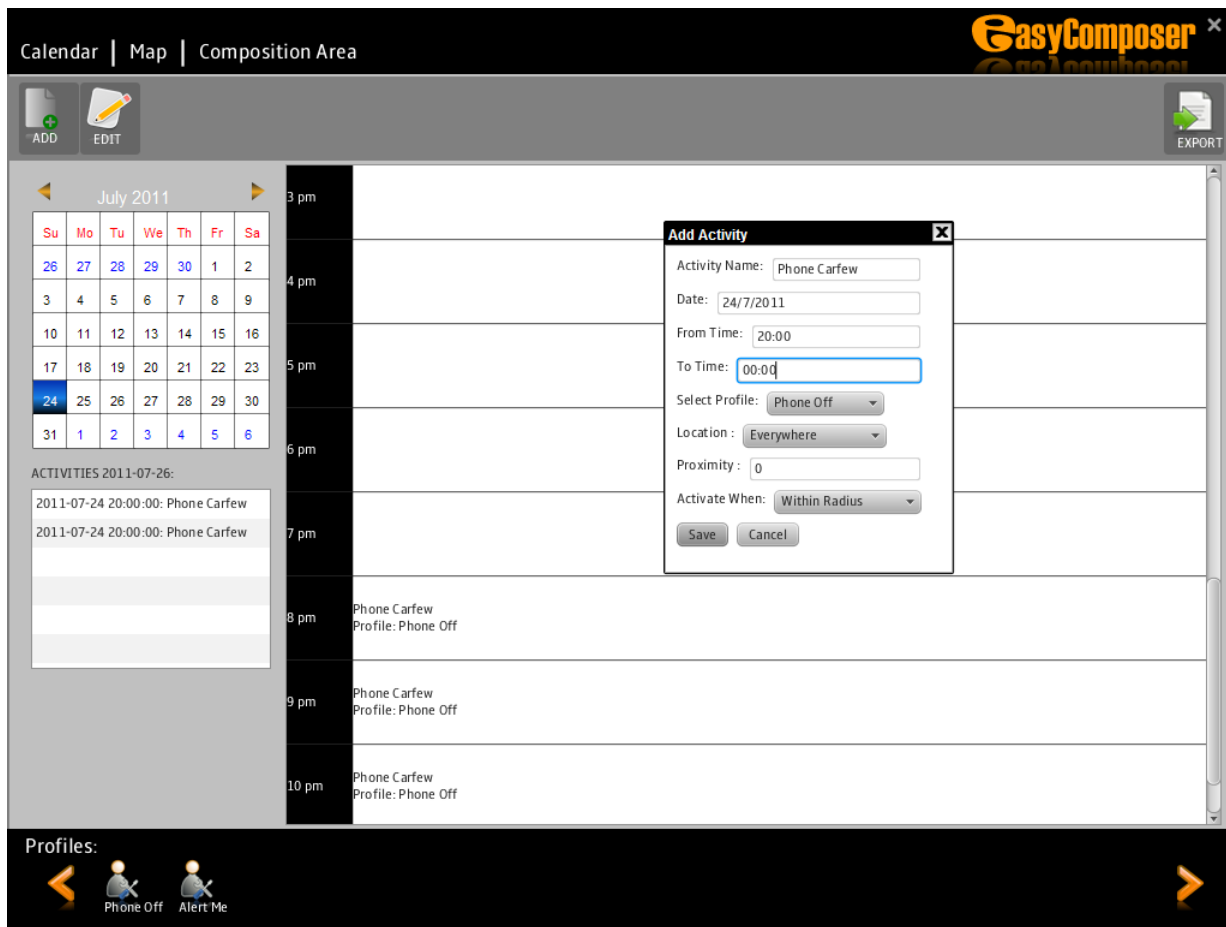 Calendar | Map | Composition Area
easyComposer ×
ADD
EDIT
EXPORT
July 2011
Su Mo Tu We Th Fr Sa
26 27 28 29 30 1 2
3 4 5 6 7 8 9
10 11 12 13 14 15 16
17 18 19 20 21 22 23
24 25 26 27 28 29 30
31 1 2 3 4 5 6
ACTIVITIES 2011-07-26:
2011-07-24 20:00:00: Phone Carfew
2011-07-24 20:00:00: Phone Carfew
3 pm
4 pm
5 pm
6 pm
7 pm
8 pm
Phone Carfew
Profile: Phone Off
9 pm
Phone Carfew
Profile: Phone Off
10 pm
Phone Carfew
Profile: Phone Off
Add Activity X
Activity Name: Phone Carfew
Date: 24/7/2011
From Time: 20:00
To Time: 00:00
Select Profile: Phone Off
Location : Everywhere
Proximity : 0
Activate When: Within Radius
Save Cancel
Profiles:
Phone Off
Alert Me